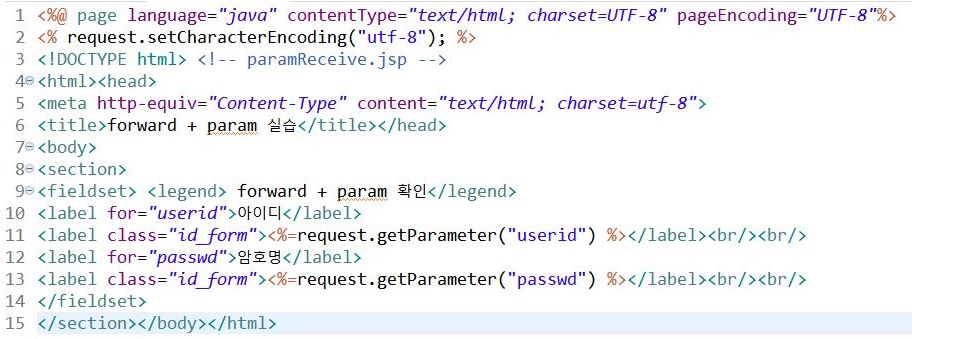 1 <%@ page language="java" contentType="text/html; charset=UTF-8" pageEncoding="UTF-8"%>
2 <% request.setCharacterEncoding("utf-8"); %>
3 <!DOCTYPE html> <!-- paramReceive.jsp -->
4 <html><head>
5 <meta http-equiv="Content-Type" content="text/html; charset=utf-8">
6 <title>forward + param 실습</title></head>
7 <body>
8 <section>
9 <fieldset> <legend> forward + param 확인</legend>
10 <label for="userid">아이디</label>
11 <label class="id_form"><%=request.getParameter("userid") %></label><br/><br/>
12 <label for="passwd">암호명</label>
13 <label class="id_form"><%=request.getParameter("passwd") %></label><br/><br/>
14 </fieldset>
15 </section></body></html>